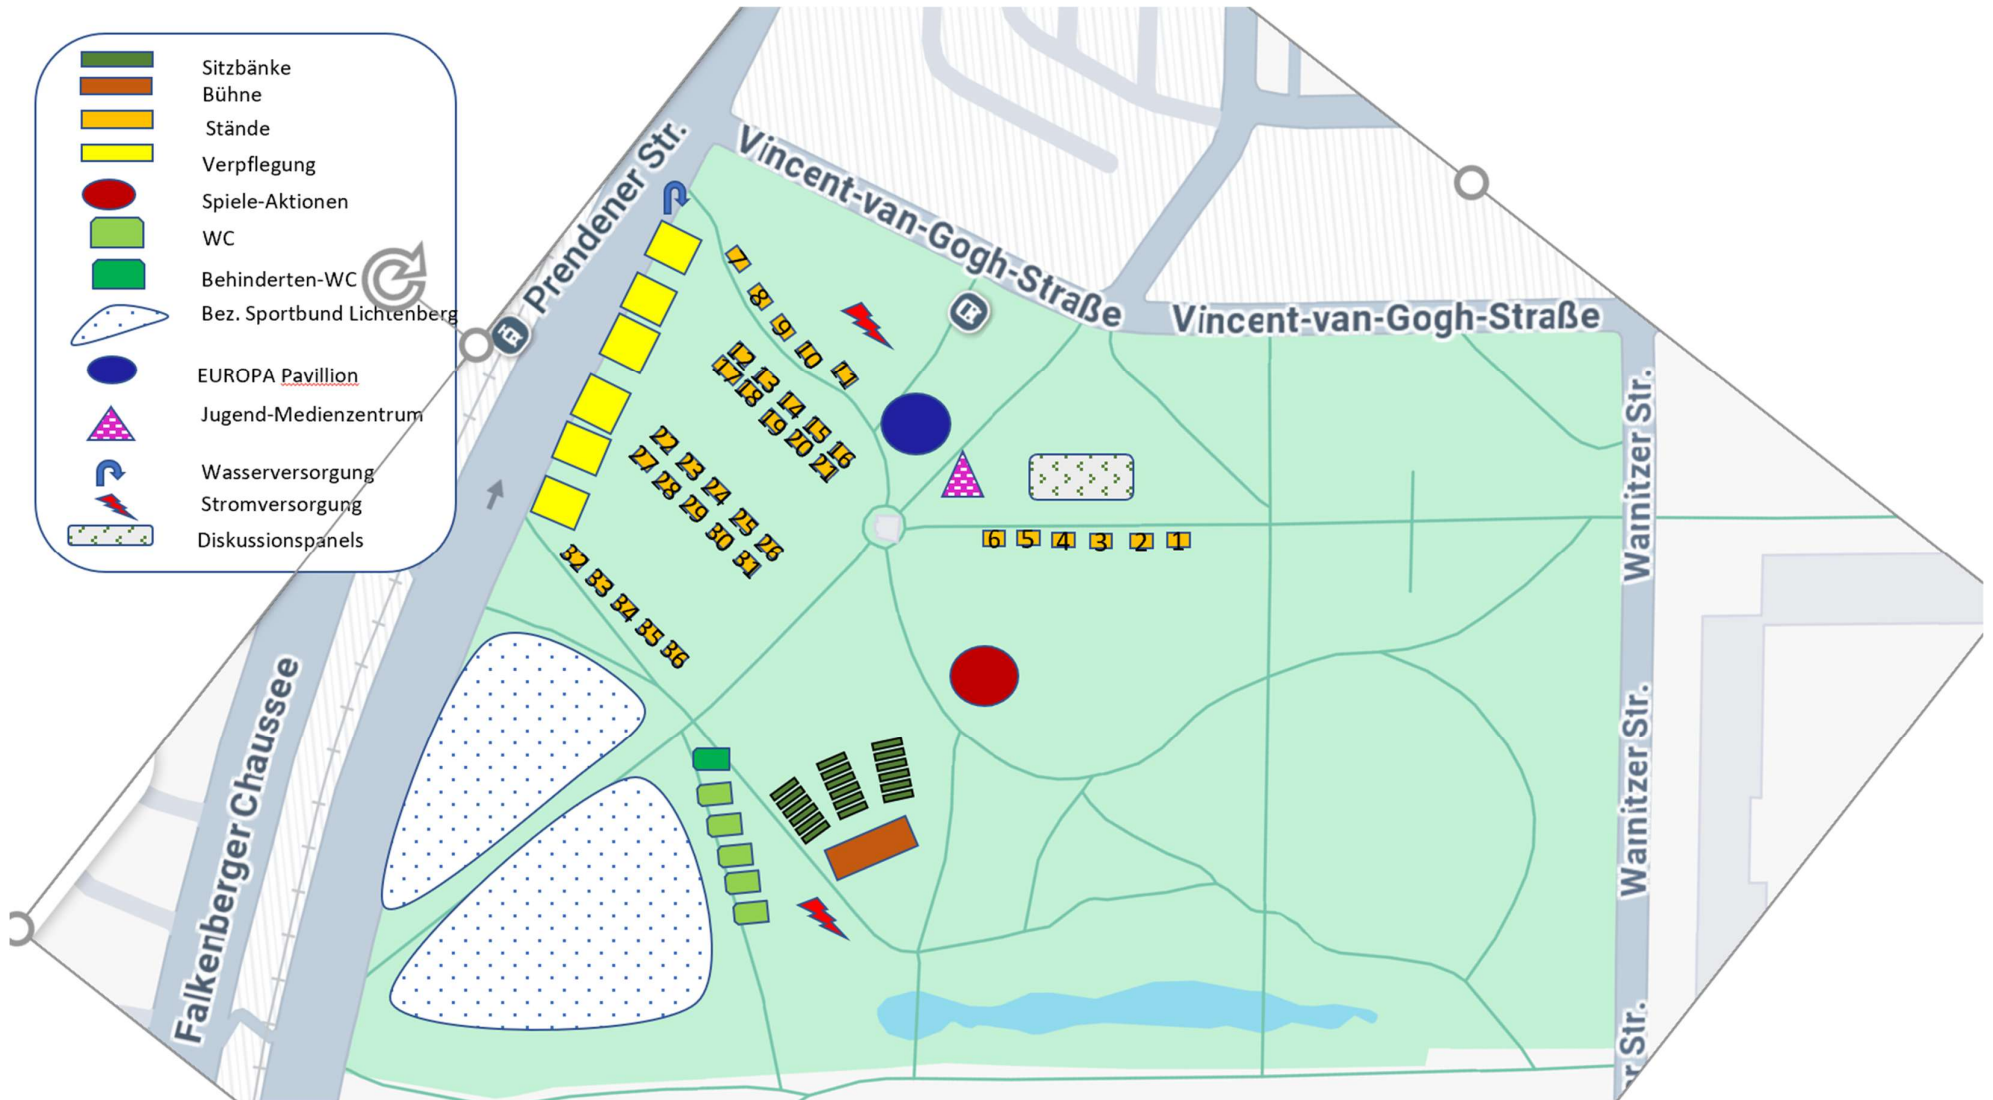 Sitzbänke
Bühne
Stände
Verpflegung
Spiele-Aktionen
WC
Behinderten-WC
Bez. Sportbund Lichtenberg
EUROPA Pavillion
Jugend-Medienzentrum
Wasserversorgung
Stromversorgung
Diskussionspanels
Prendener Str.
Vincent-van-Gogh-Straße
Vincent-van-Gogh-Straße
7
8
9
10
11
12
13
14
15
16
17
18
19
20
21
22
23
24
25
26
27
28
29
30
31
32
33
34
35
36
6 5 4 3 2 1
Warnitzer Str.
Warnitzer Str.
r Str.
Falkenberger Chaussee